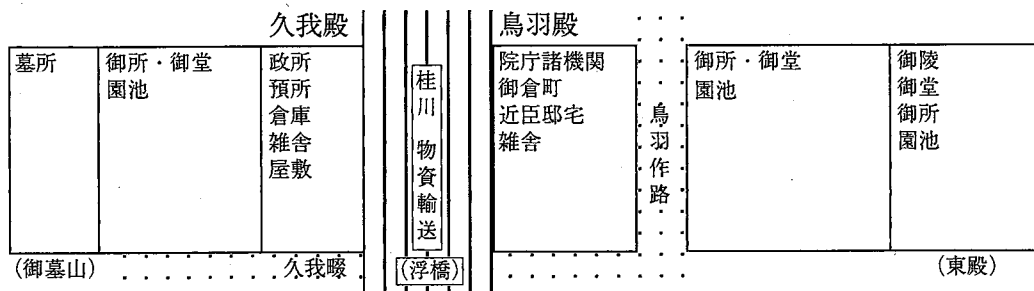 久我殿
鳥羽殿
墓所
御所・御堂
園池
政所
預所
倉庫
雑舎
屋敷
桂川 物資輸送
院庁諸機関
御倉町
近臣邸宅
雑舎
鳥羽作路
御所・御堂
園池
御陵
御堂
御所
園池
(御墓山)
久我畷
(浮橋)
(東殿)